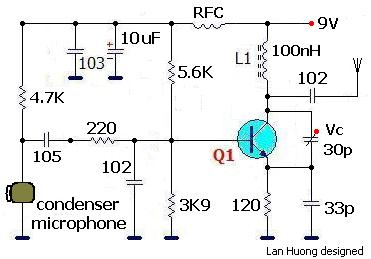 RFC
9V
10uF
L1
100nH
103
5.6K
102
4.7K
220
Vc
105
Q1
30p
102
condenser
microphone
3K9
120
33p
Lan Huong designed